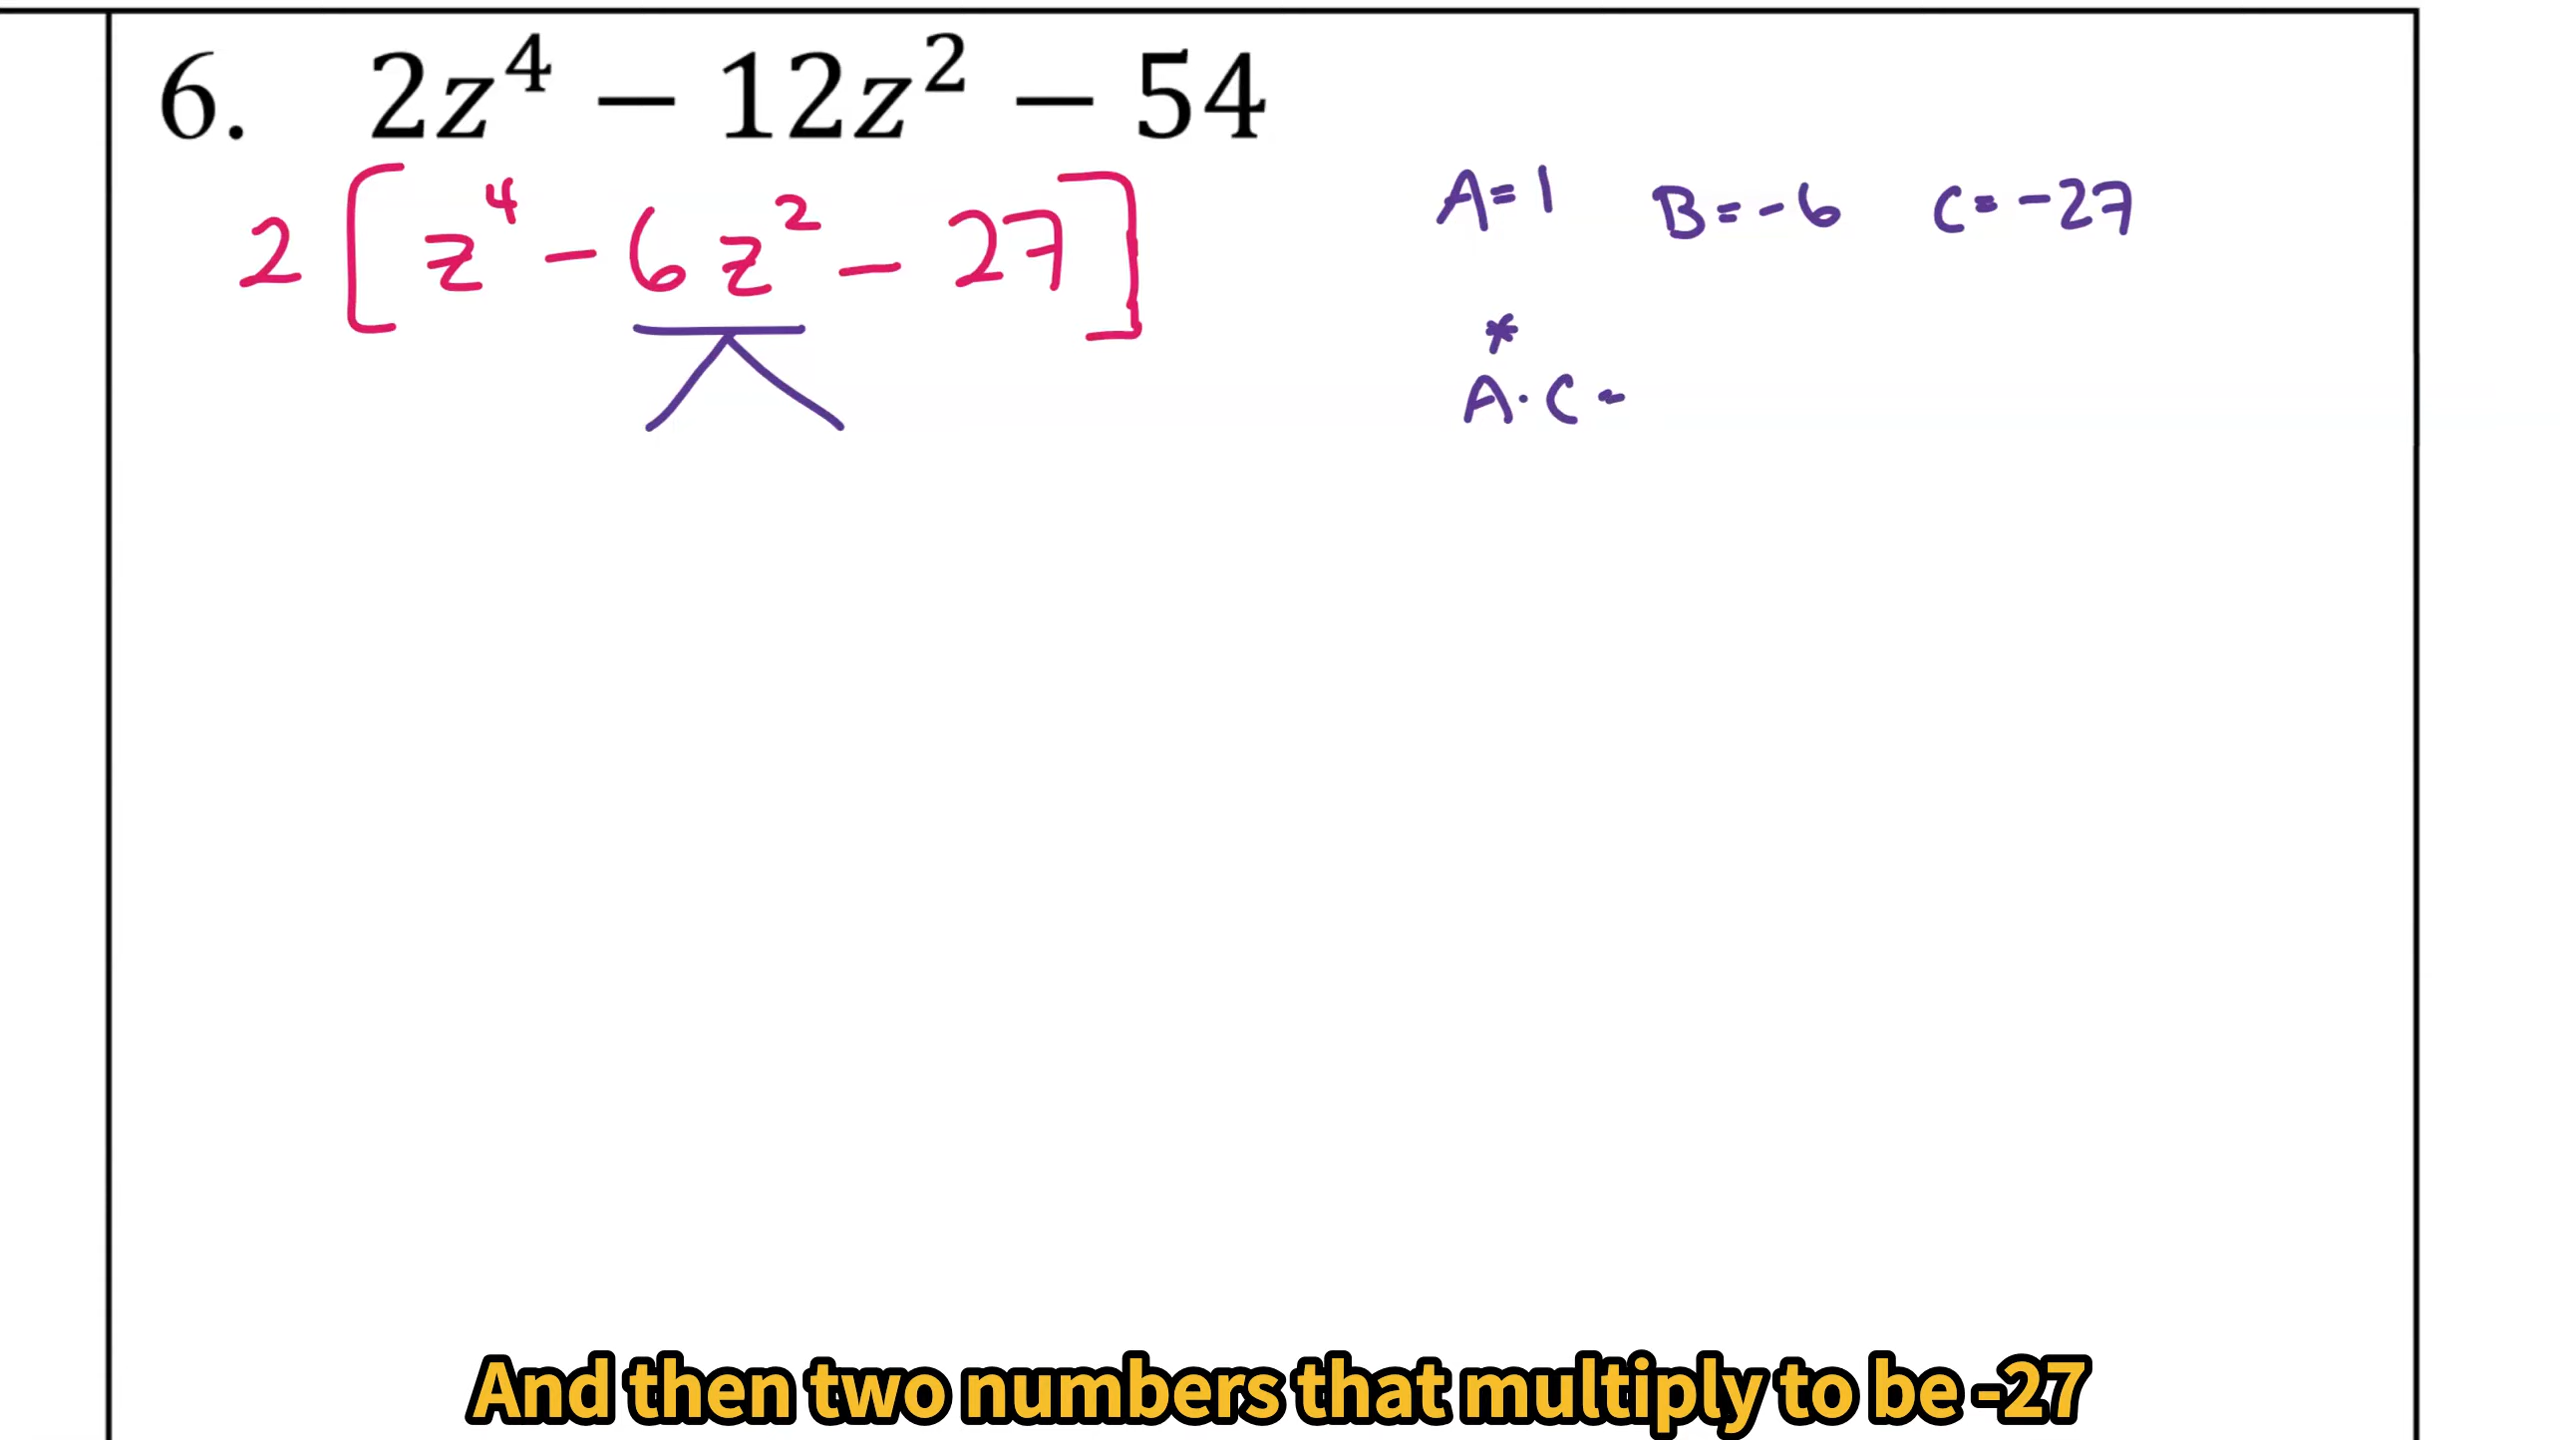 6. 2z⁴ − 12z² − 54
2 [z⁴ - 6z² - 27]
A=1 B=-6 C=-27
*
A·C =
And then two numbers that multiply to be -27